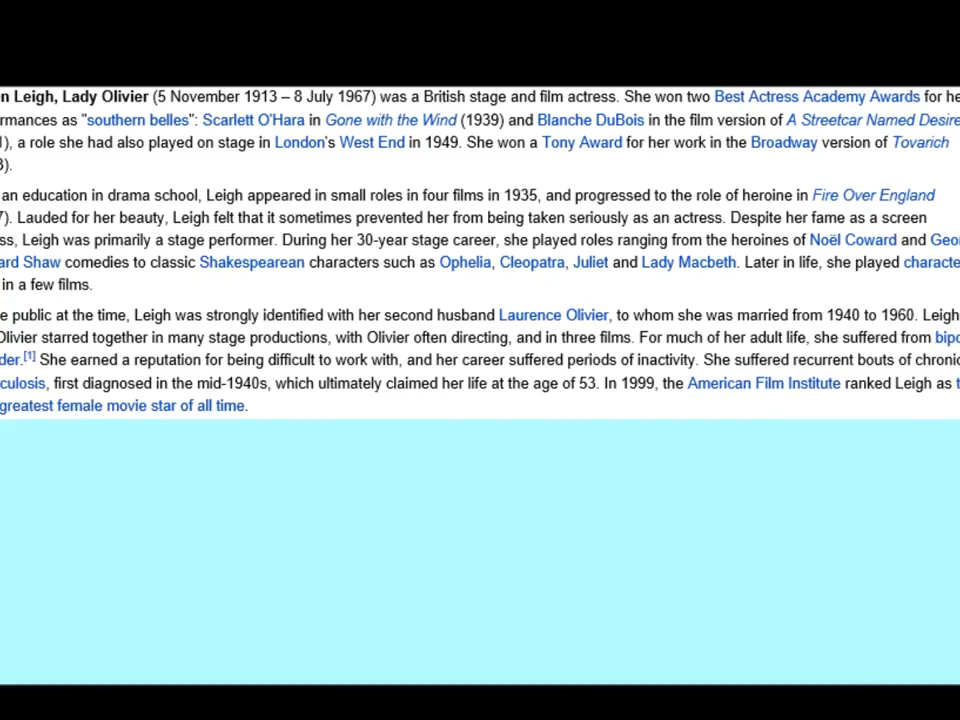 n Leigh, Lady Olivier (5 November 1913 – 8 July 1967) was a British stage and film actress. She won two Best Actress Academy Awards for he
rmances as "southern belles": Scarlett O'Hara in Gone with the Wind (1939) and Blanche DuBois in the film version of A Streetcar Named Desire
), a role she had also played on stage in London's West End in 1949. She won a Tony Award for her work in the Broadway version of Tovarich
3).
an education in drama school, Leigh appeared in small roles in four films in 1935, and progressed to the role of heroine in Fire Over England
7). Lauded for her beauty, Leigh felt that it sometimes prevented her from being taken seriously as an actress. Despite her fame as a screen
ss, Leigh was primarily a stage performer. During her 30-year stage career, she played roles ranging from the heroines of Noël Coward and Geor
ard Shaw comedies to classic Shakespearean characters such as Ophelia, Cleopatra, Juliet and Lady Macbeth. Later in life, she played characte
in a few films.
e public at the time, Leigh was strongly identified with her second husband Laurence Olivier, to whom she was married from 1940 to 1960. Leigh
Olivier starred together in many stage productions, with Olivier often directing, and in three films. For much of her adult life, she suffered from bipo
der.[1] She earned a reputation for being difficult to work with, and her career suffered periods of inactivity. She suffered recurrent bouts of chronic
culosis, first diagnosed in the mid-1940s, which ultimately claimed her life at the age of 53. In 1999, the American Film Institute ranked Leigh as t
greatest female movie star of all time.